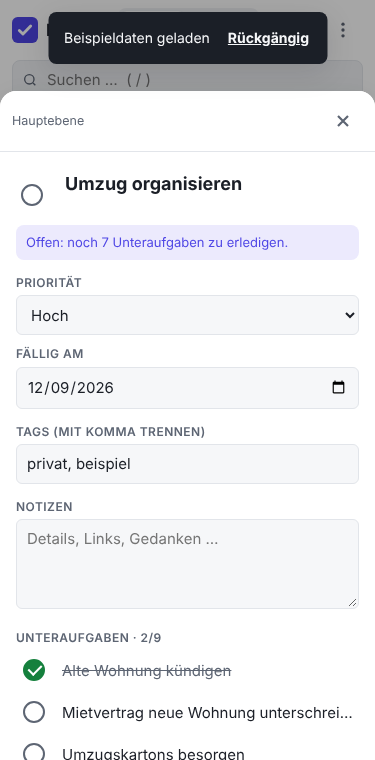 Beispieldaten geladen Rückgängig
Suchen … ( / )
Hauptebene
Umzug organisieren
Offen: noch 7 Unteraufgaben zu erledigen.
PRIORITÄT
Hoch
FÄLLIG AM
12/09/2026
TAGS (MIT KOMMA TRENNEN)
privat, beispiel
NOTIZEN
Details, Links, Gedanken …
UNTERAUFGABEN · 2/9
Alte Wohnung kündigen
Mietvertrag neue Wohnung unterschrei…
Umzugskartons besorgen